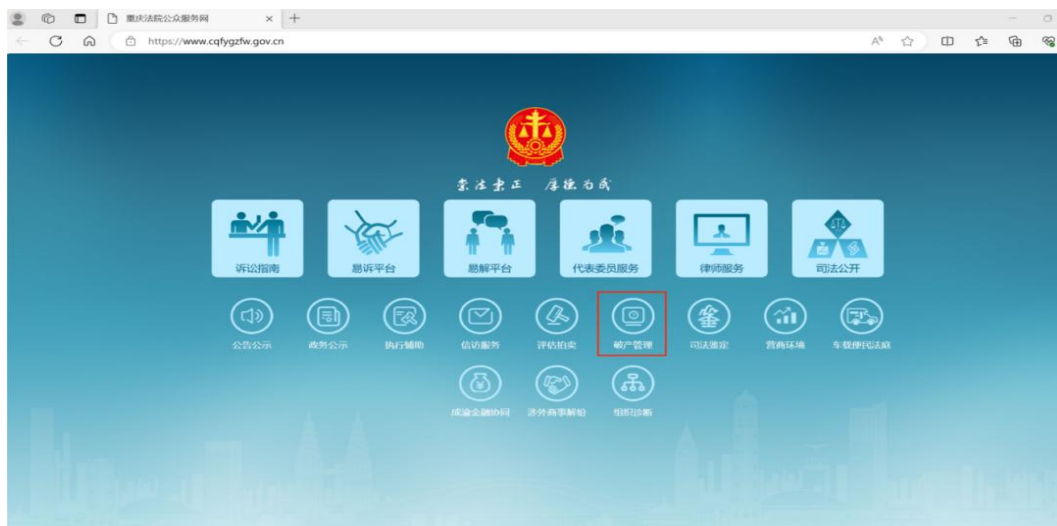 重庆法院公众服务网
https://www.cqfygzfw.gov.cn
崇法隶正 厚德为民
诉讼指南 易诉平台 易解平台 代表委员服务 律师服务 司法公开
公告公示 政务公示 执行辅助 信访服务 评估拍卖 破产管理 司法鉴定 营商环境 车载便民法庭
成渝金融协同 涉外商事解纷 组织诊断